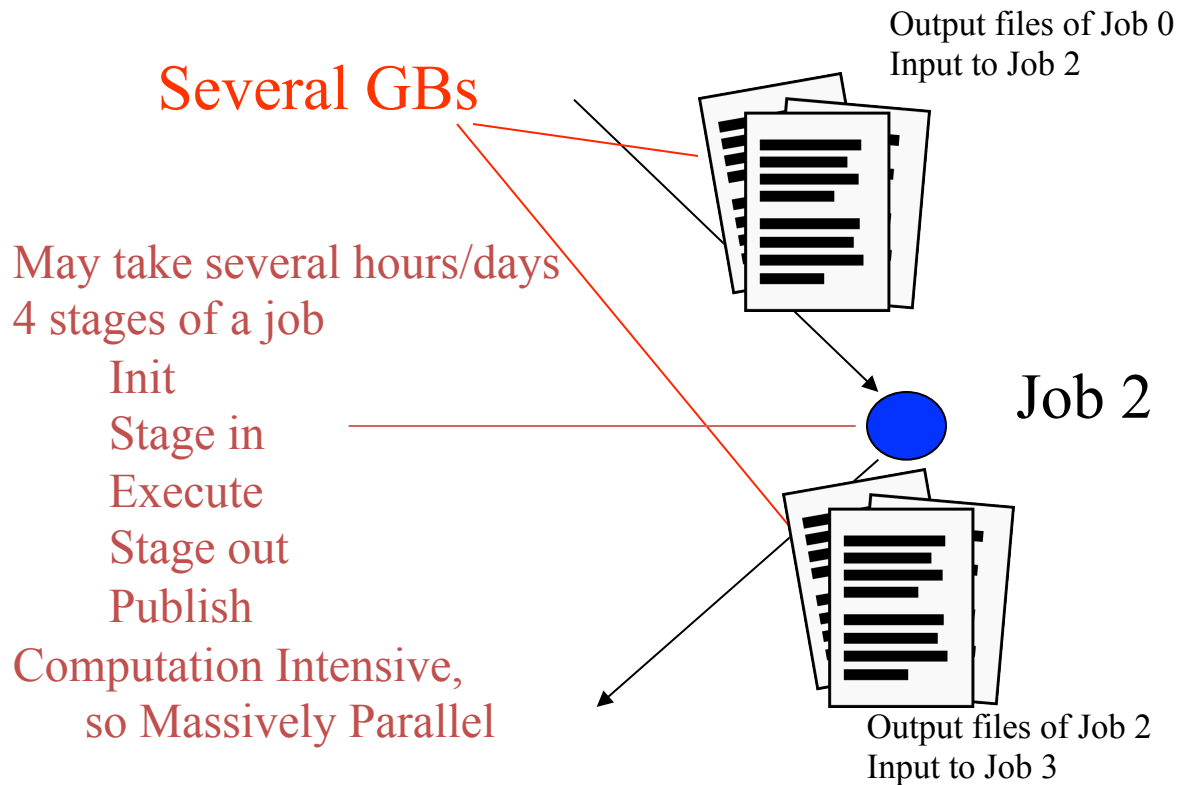 Output files of Job 0
Input to Job 2
Several GBs
May take several hours/days
4 stages of a job
Init
Stage in
Execute
Stage out
Publish
Computation Intensive,
so Massively Parallel
Job 2
Output files of Job 2
Input to Job 3